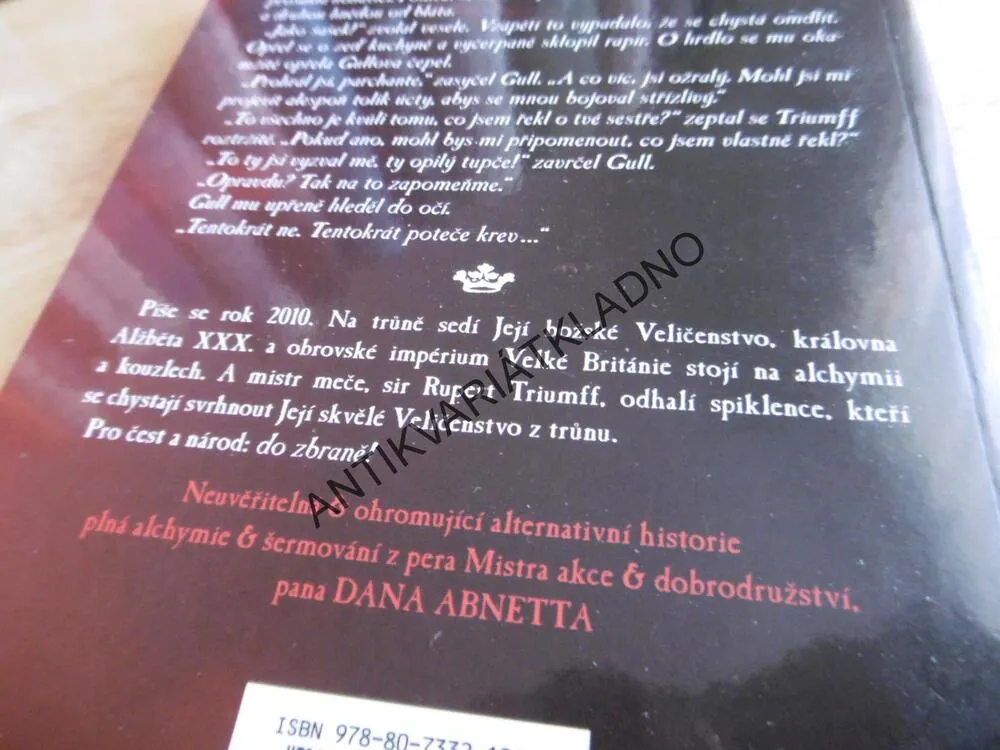 a druhou hnědou od bláta.
„Jako šašek!“ zvolal vesele. Vzápětí to vypadalo, že se chystá omdlít.
Opřel se o zeď kuchyně a vyčerpaně sklopil rapír. O hrdlo se mu oka-
mžitě opřela Gullova čepel.
„Prohrál jsi, parchante,“ zasyčel Gull. „A co víc, jsi ožralý. Mohl jsi mi
projevit alespoň tolik úcty, abys se mnou bojoval střízlivý.“
„To všechno je kvůli tomu, co jsem řekl o tvé sestře?“ zeptal se Triumff
roztržitě. „Pokud ano, mohl bys mi připomenout, co jsem vlastně řekl?“
„To ty jsi vyzval mě, ty opilý tupče!“ zavrčel Gull.
„Opravdu? Tak na to zapomeňme.“
Gull mu upřeně hleděl do očí.
„Tentokrát ne. Tentokrát poteče krev...“
Píše se rok 2010. Na trůně sedí Její božské Veličenstvo, královna
Alžběta XXX. a obrovské impérium Velké Británie stojí na alchymii
a kouzlech. A mistr meče, sir Rupert Triumff, odhalí spiklence, kteří
se chystají svrhnout Její skvělé Veličenstvo z trůnu.
Pro čest a národ: do zbraně!
Neuvěřitelná & ohromující alternativní historie
plná alchymie & šermování z pera Mistra akce & dobrodružství,
pana DANA ABNETTA
ANTIKVARIÁTKLADNO
ISBN 978-80-7332